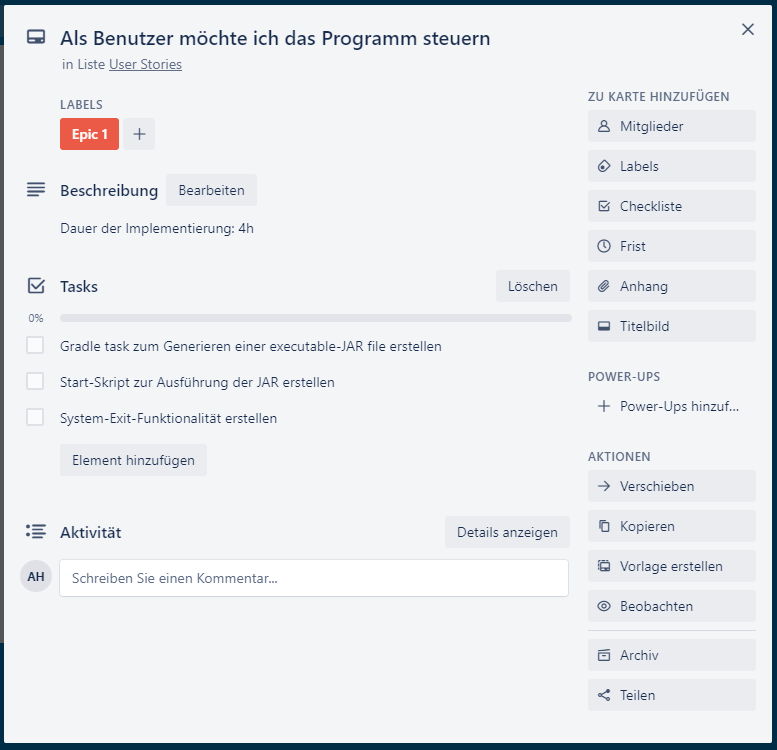 Als Benutzer möchte ich das Programm steuern
in Liste User Stories
LABELS
Epic 1
Beschreibung
Bearbeiten
Dauer der Implementierung: 4h
Tasks
Löschen
0%
Gradle task zum Generieren einer executable-JAR file erstellen
Start-Skript zur Ausführung der JAR erstellen
System-Exit-Funktionalität erstellen
Element hinzufügen
Aktivität
Details anzeigen
AH
Schreiben Sie einen Kommentar...
ZU KARTE HINZUFÜGEN
Mitglieder
Labels
Checkliste
Frist
Anhang
Titelbild
POWER-UPS
Power-Ups hinzuf...
AKTIONEN
Verschieben
Kopieren
Vorlage erstellen
Beobachten
Archiv
Teilen